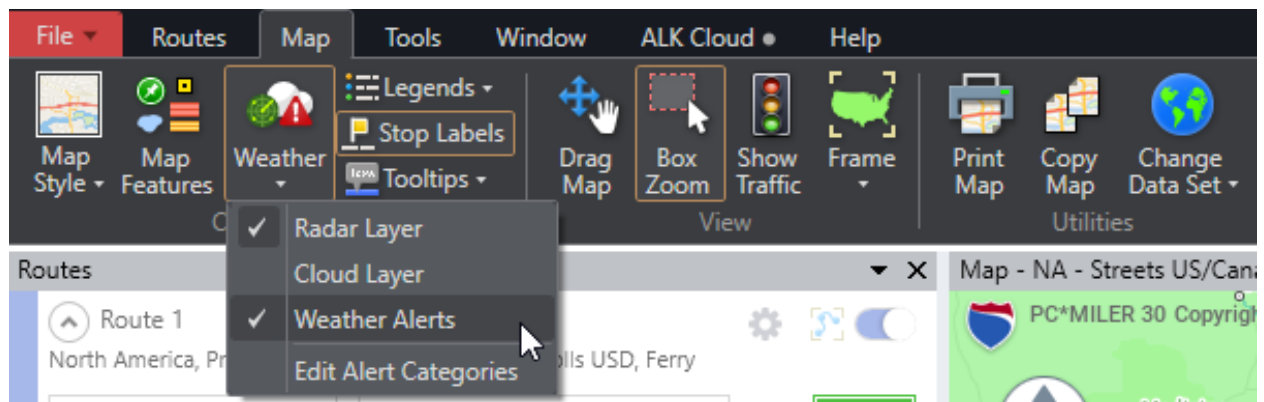 File Routes Map Tools Window ALK Cloud Help
Legends
Stop Labels
Tooltips
Map Style
Map Features
Weather
Drag Map
Box Zoom
Show Traffic
Frame
Print Map
Copy Map
Change Data Set
View
Utilities
Radar Layer
Cloud Layer
Weather Alerts
Edit Alert Categories
Routes
Route 1
North America, Pr
lls USD, Ferry
Map - NA - Streets US/Can
PC*MILER 30 Copyrigh